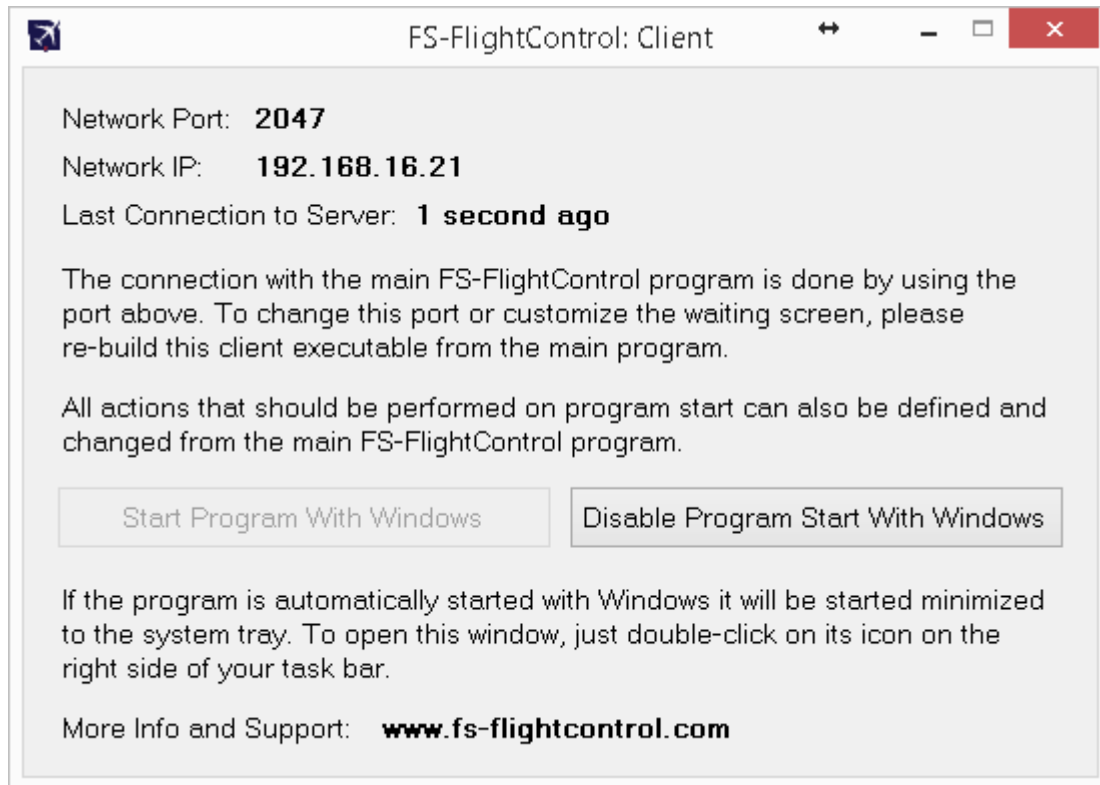 FS-FlightControl: Client
Network Port: 2047
Network IP: 192.168.16.21
Last Connection to Server: 1 second ago
The connection with the main FS-FlightControl program is done by using the
port above. To change this port or customize the waiting screen, please
re-build this client executable from the main program.
All actions that should be performed on program start can also be defined and
changed from the main FS-FlightControl program.
Start Program With Windows
Disable Program Start With Windows
If the program is automatically started with Windows it will be started minimized
to the system tray. To open this window, just double-click on its icon on the
right side of your task bar.
More Info and Support: www.fs-flightcontrol.com